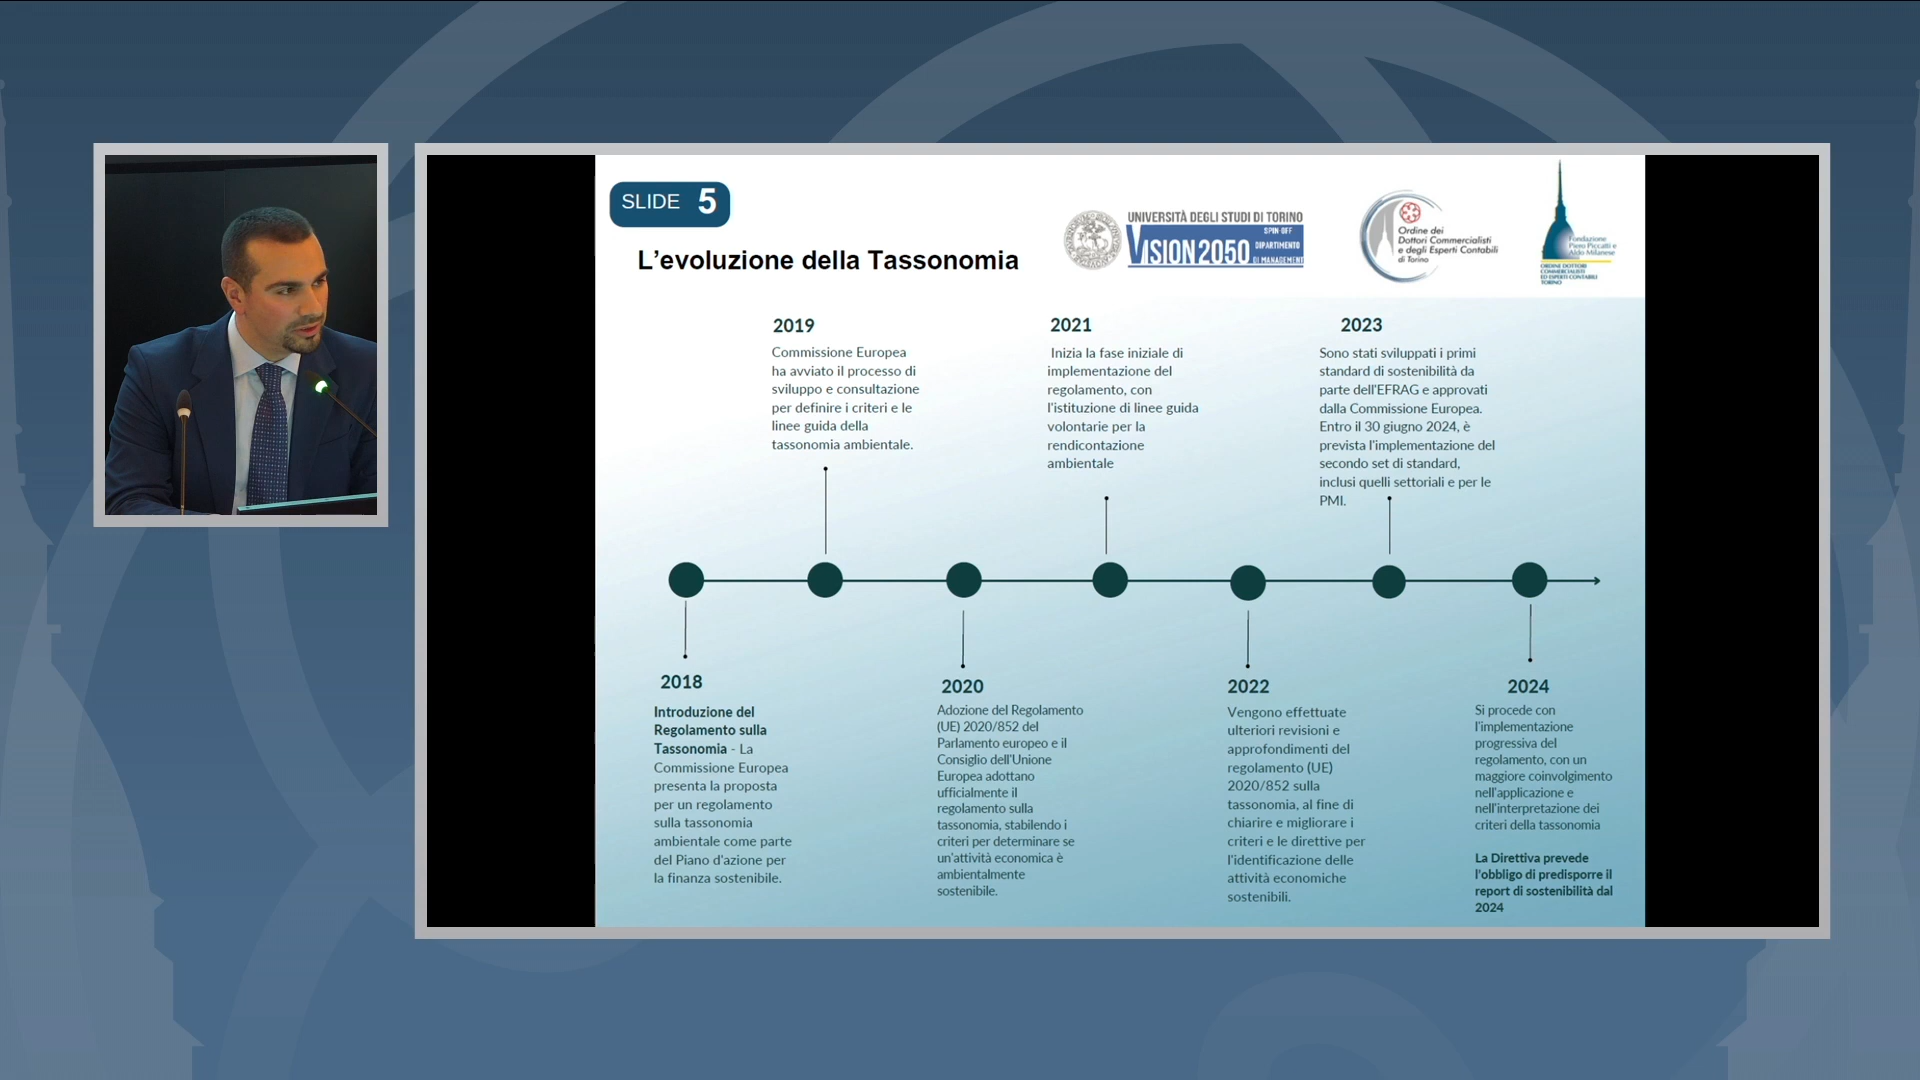 SLIDE 5
L'evoluzione della Tassonomia
UNIVERSITÀ DEGLI STUDI DI TORINO
VISION2050
SPIN OFF
DIPARTIMENTO
DI MANAGEMENT
Ordine dei
Dottori Commercialisti
e degli Esperti Contabili
di Torino
Fondazione
Piero Piccatti e
Aldo Milanese
ORDINE DOTTORI
COMMERCIALISTI
ED ESPERTI CONTABILI
TORINO
2019
Commissione Europea
ha avviato il processo di
sviluppo e consultazione
per definire i criteri e le
linee guida della
tassonomia ambientale.
2021
Inizia la fase iniziale di
implementazione del
regolamento, con
l'istituzione di linee guida
volontarie per la
rendicontazione
ambientale
2023
Sono stati sviluppati i primi
standard di sostenibilità da
parte dell'EFRAG e approvati
dalla Commissione Europea.
Entro il 30 giugno 2024, è
prevista l'implementazione del
secondo set di standard,
inclusi quelli settoriali e per le
PMI.
2018
Introduzione del
Regolamento sulla
Tassonomia - La
Commissione Europea
presenta la proposta
per un regolamento
sulla tassonomia
ambientale come parte
del Piano d'azione per
la finanza sostenibile.
2020
Adozione del Regolamento
(UE) 2020/852 del
Parlamento europeo e il
Consiglio dell'Unione
Europea adottano
ufficialmente il
regolamento sulla
tassonomia, stabilendo i
criteri per determinare se
un'attività economica è
ambientalmente
sostenibile.
2022
Vengono effettuate
ulteriori revisioni e
approfondimenti del
regolamento (UE)
2020/852 sulla
tassonomia, al fine di
chiarire e migliorare i
criteri e le direttive per
l'identificazione delle
attività economiche
sostenibili.
2024
Si procede con
l'implementazione
progressiva del
regolamento, con un
maggiore coinvolgimento
nell'applicazione e
nell'interpretazione dei
criteri della tassonomia
La Direttiva prevede
l'obbligo di predisporre il
report di sostenibilità dal
2024